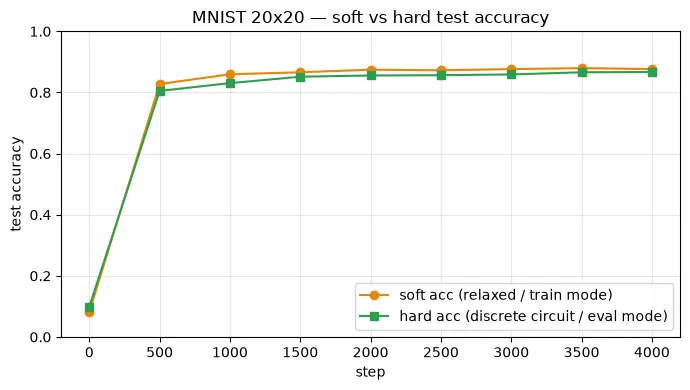 MNIST 20x20 — soft vs hard test accuracy
test accuracy
1.0
0.8
0.6
0.4
0.2
0.0
soft acc (relaxed / train mode)
hard acc (discrete circuit / eval mode)
0 500 1000 1500 2000 2500 3000 3500 4000
step